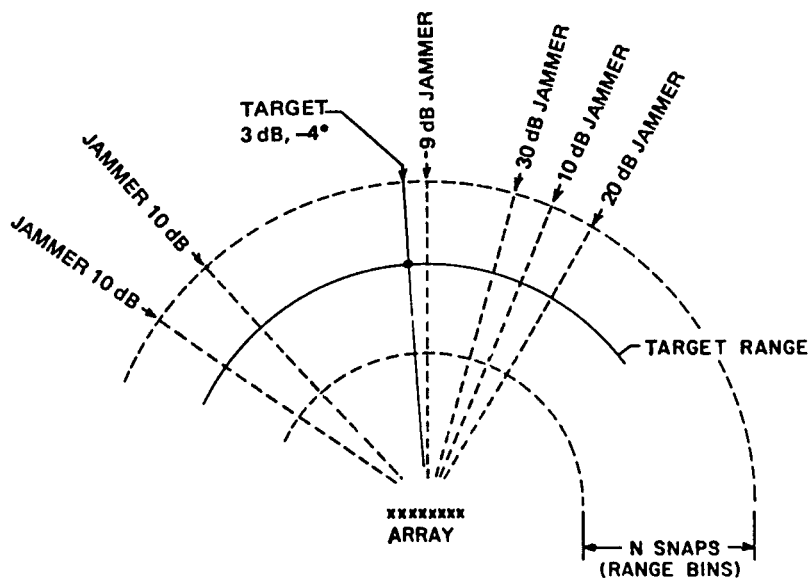 TARGET
3 dB, −4°
9 dB JAMMER
30 dB JAMMER
10 dB JAMMER
20 dB JAMMER
JAMMER 10 dB
JAMMER 10 dB
TARGET RANGE
xxxxxxxx
ARRAY
N SNAPS
(RANGE BINS)